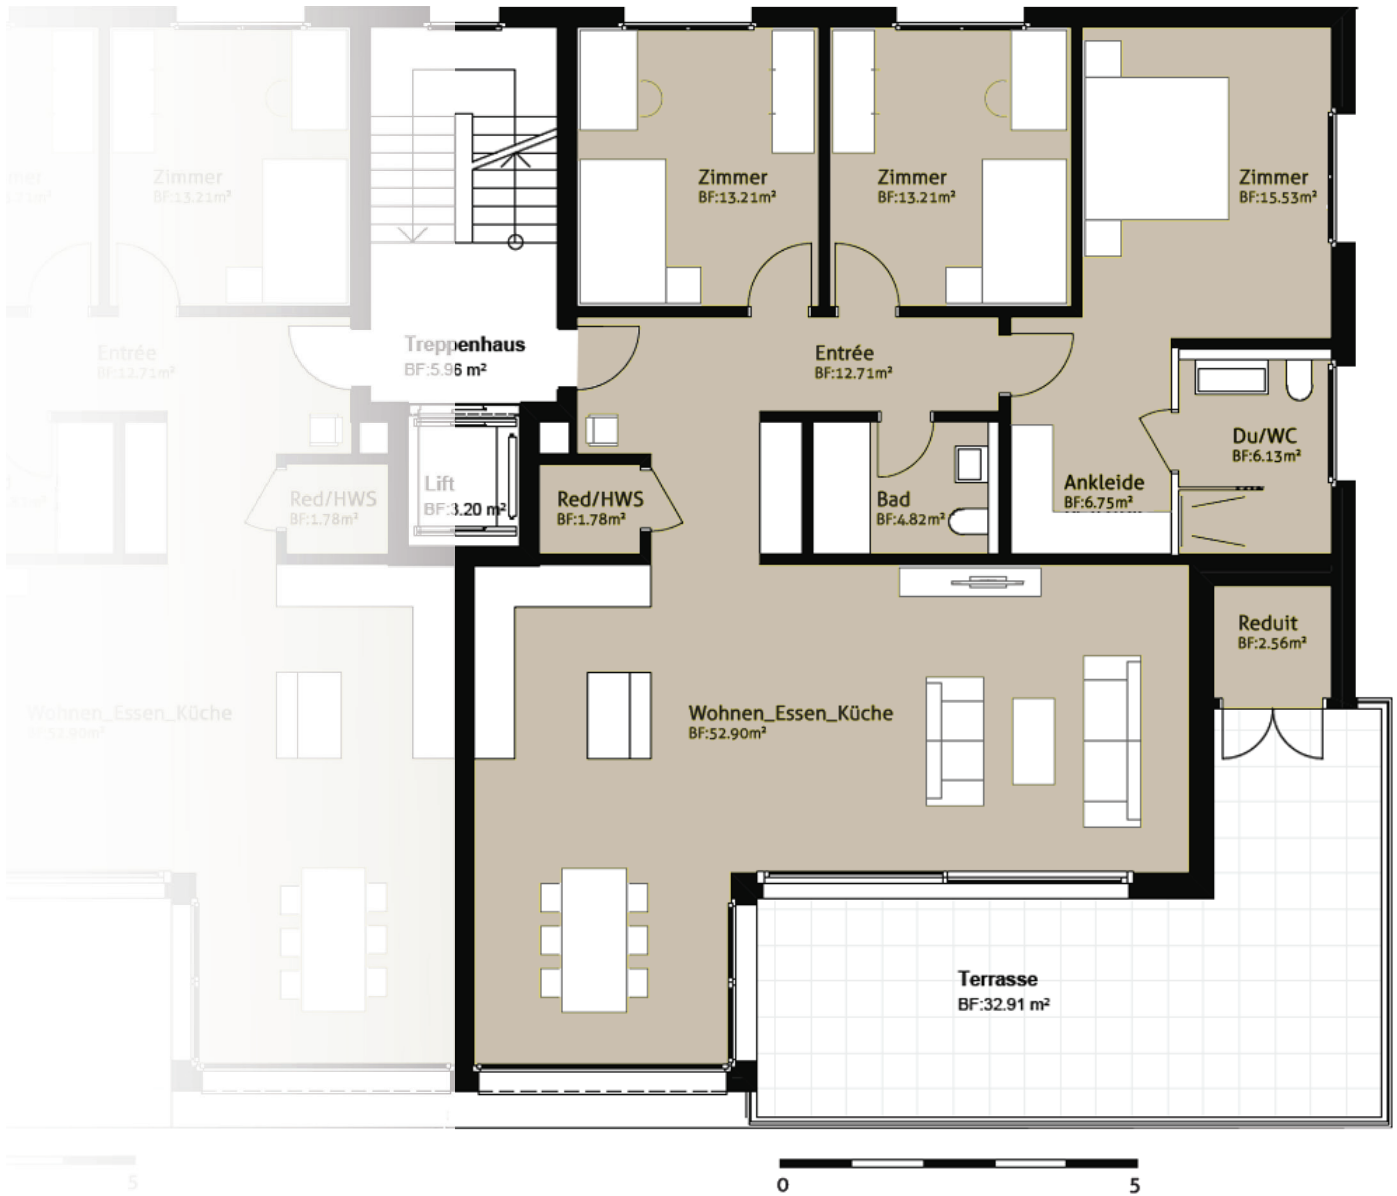 Zimmer
BF:13.21m²
Zimmer
BF:13.21m²
Zimmer
BF:13.21m²
Zimmer
BF:15.53m²
Entrée
BF:12.71m²
Treppenhaus
BF:5.96 m²
Entrée
BF:12.71m²
Du/WC
BF:6.13m²
Red/HWS
BF:1.78m²
Lift
BF:3.20 m²
Red/HWS
BF:1.78m²
Bad
BF:4.82m²
Ankleide
BF:6.75m²
Reduit
BF:2.56m²
Wohnen_Essen_Küche
BF:52.90m²
Wohnen_Essen_Küche
BF:52.90m²
Terrasse
BF:32.91 m²
5
0
5